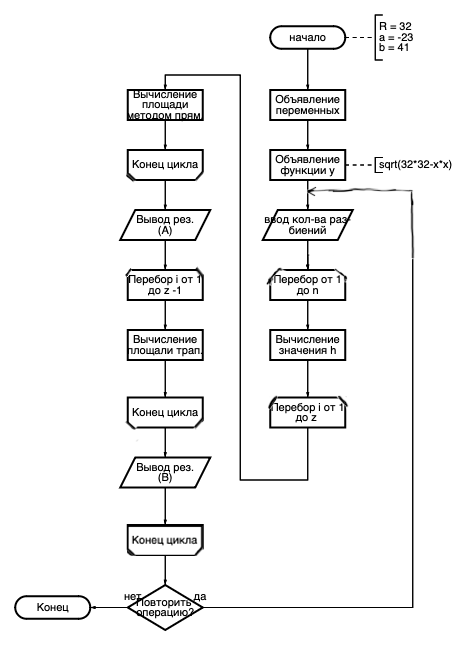 начало
R = 32
a = -23
b = 41
Объявление
переменных
Объявление
функции y
sqrt(32*32-x*x)
ввод кол-ва раз-
биений
Перебор от 1
до n
Вычисление
значения h
Перебор i от 1
до z
Вычисление
площади
методом прям.
Конец цикла
Вывод рез.
(A)
Перебор i от 1
до z -1
Вычисление
площали трап.
Конец цикла
Вывод рез.
(B)
Конец цикла
Повторить
операцию?
нет
да
Конец